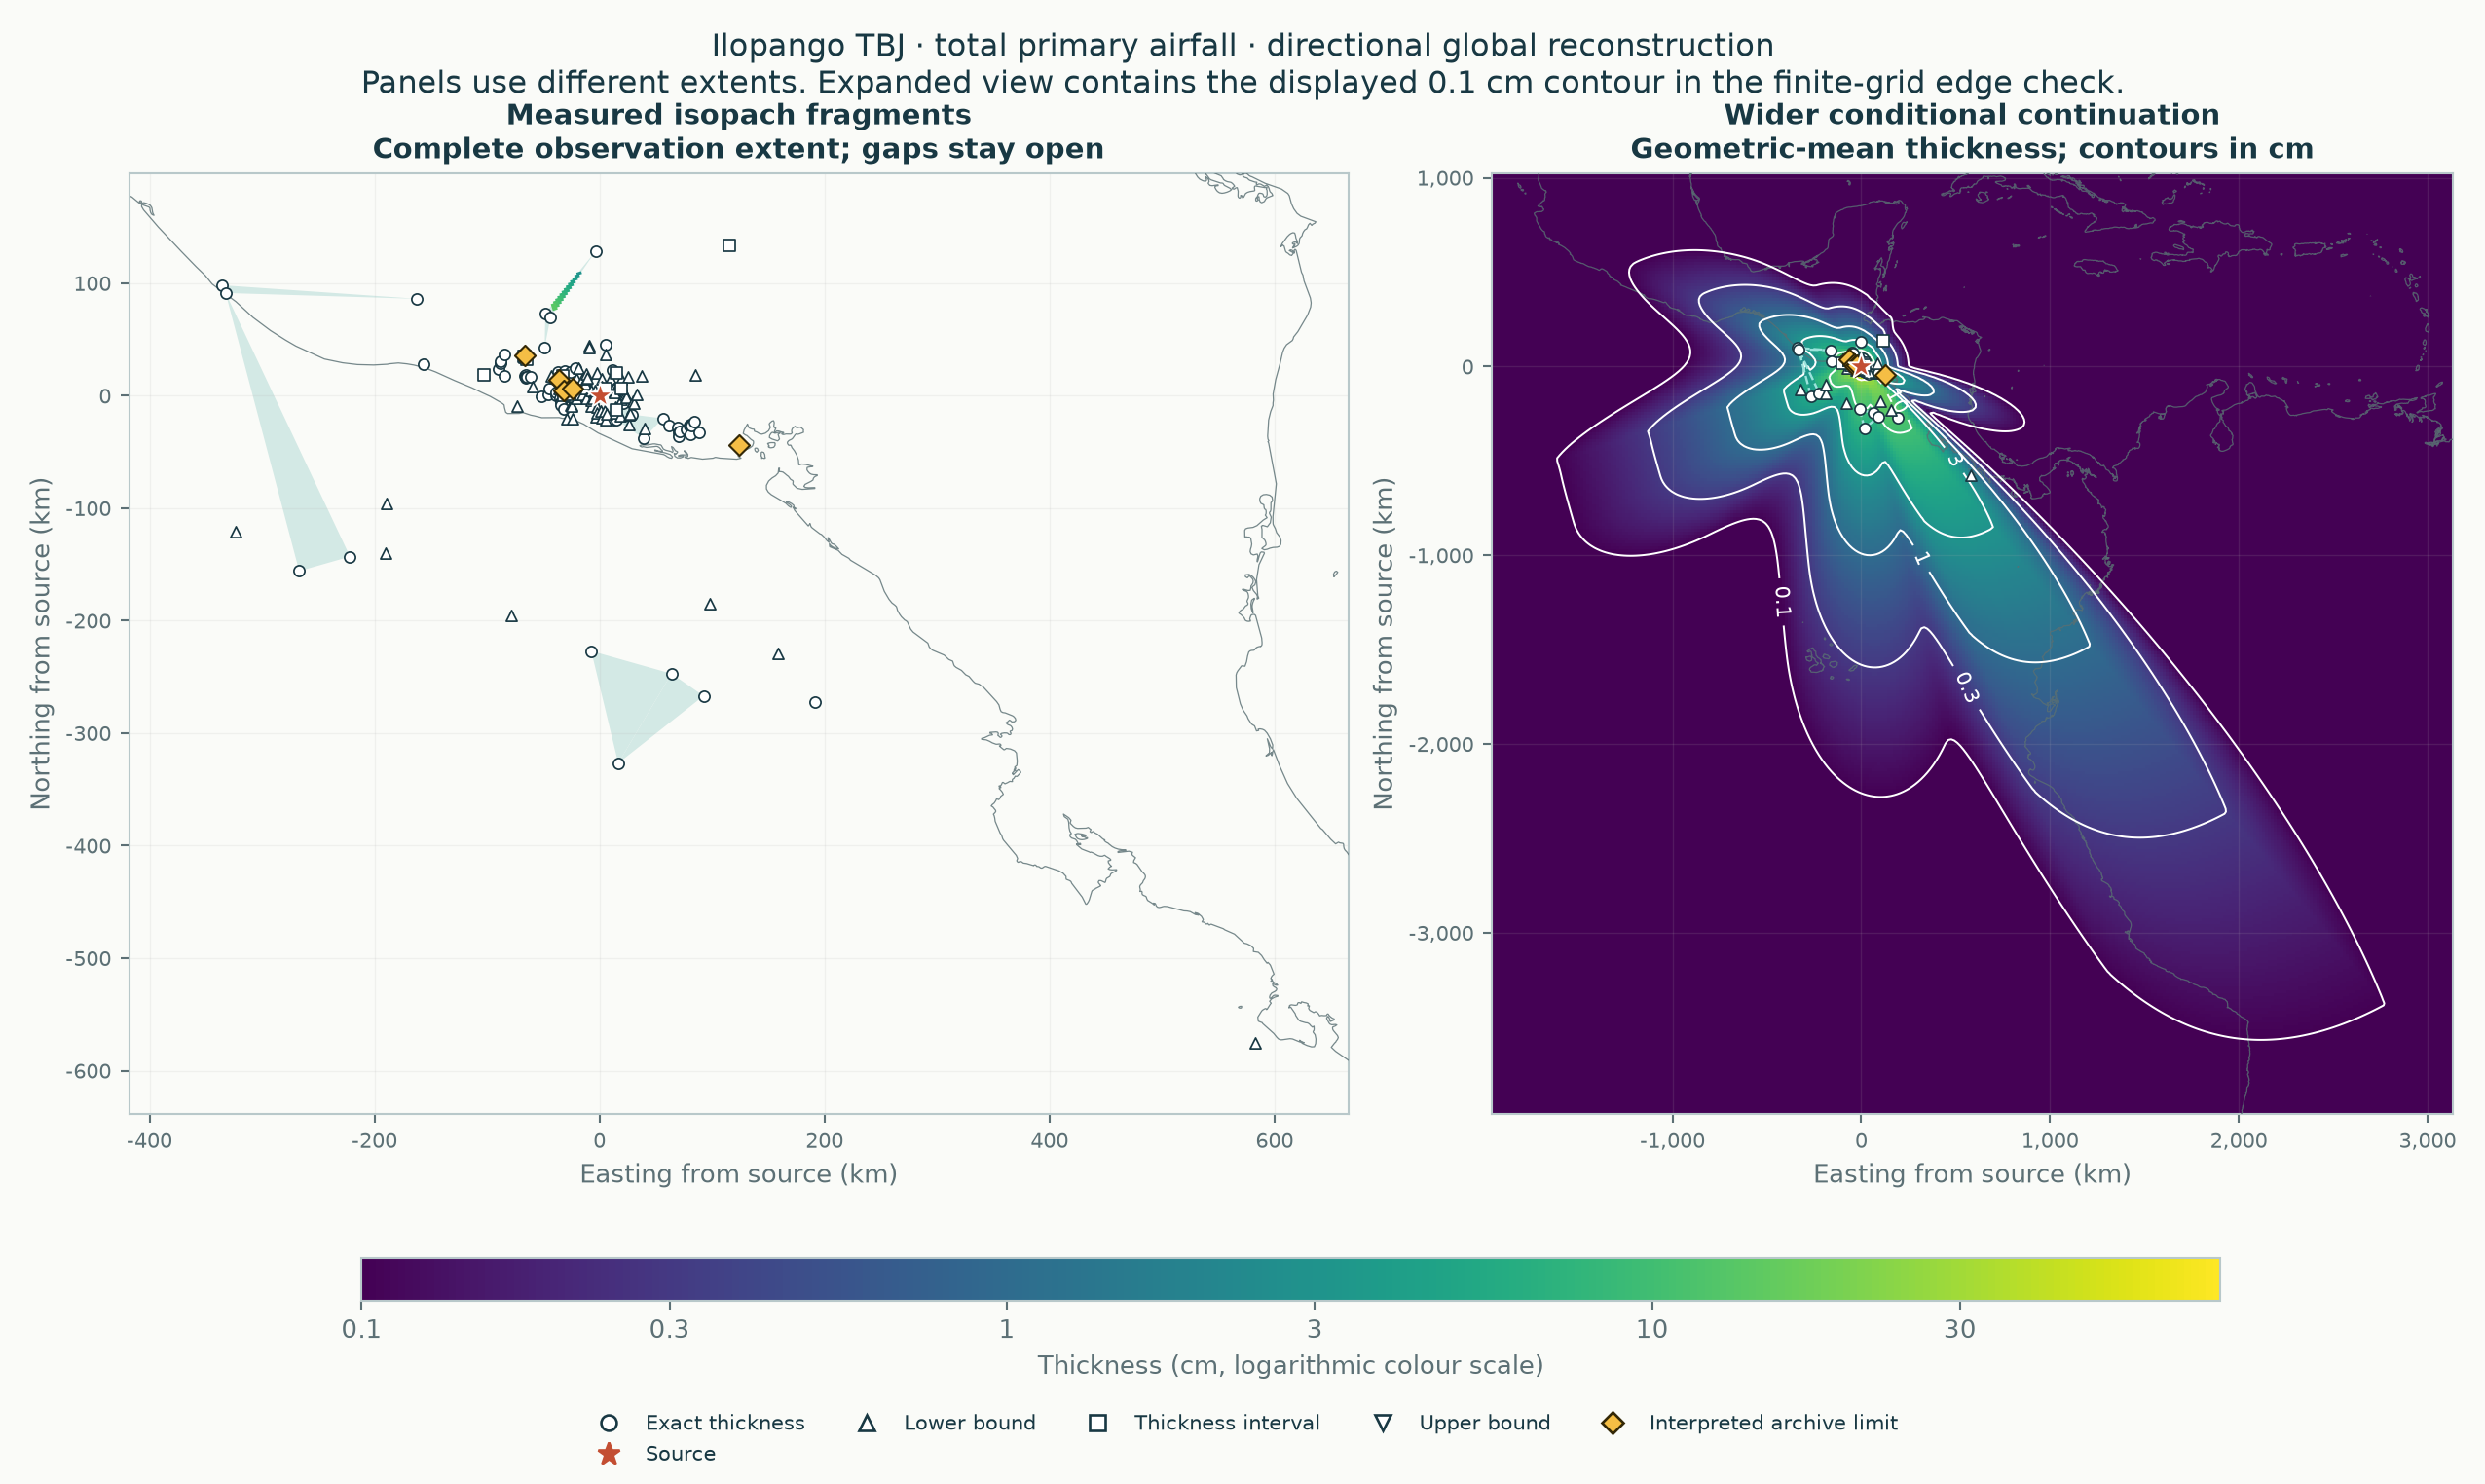 Ilopango TBJ · total primary airfall · directional global reconstruction
Panels use different extents. Expanded view contains the displayed 0.1 cm contour in the finite-grid edge check.
Measured isopach fragments
Complete observation extent; gaps stay open
Wider conditional continuation
Geometric-mean thickness; contours in cm
100
0
-100
-200
-300
-400
-500
-600
Northing from source (km)
-400
-200
0
200
400
600
Easting from source (km)
1,000
0
-1,000
-2,000
-3,000
Northing from source (km)
10
3
1
0.3
0.1
-1,000
0
1,000
2,000
3,000
Easting from source (km)
0.1
0.3
1
3
10
30
Thickness (cm, logarithmic colour scale)
Exact thickness
Lower bound
Thickness interval
Upper bound
Interpreted archive limit
Source